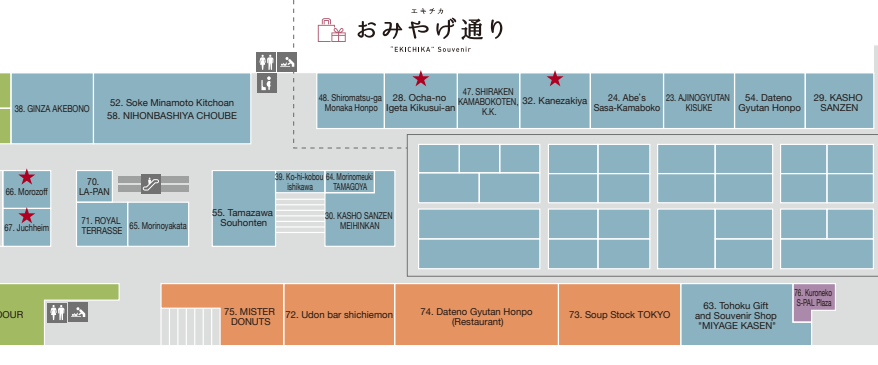 エキチカ
おみやげ通り
"EKICHIKA" Souvenir
38. GINZA AKEBONO
52. Soke Minamoto Kitchoan
58. NIHONBASHIYA CHOUBE
48. Shiromatsu-ga
Monaka Honpo
28. Ocha-no
Igeta Kikusui-an
47. SHIRAKEN
KAMABOKOTEN,
K.K.
32. Kanezakiya
24. Abe's
Sasa-Kamaboko
23. AJINOGYUTAN
KISUKE
54. Dateno
Gyutan Honpo
29. KASHO
SANZEN
66. Morozoff
67. Juchheim
70.
LA-PAN
71. ROYAL
TERRASSE
65. Morinoyakata
55. Tamazawa
Souhonten
39. Ko-hi-kobou
ishikawa
64. Morinomeuki
TAMAGOYA
30. KASHO SANZEN
MEIHINKAN
DOUR
75. MISTER
DONUTS
72. Udon bar shichiemon
74. Dateno Gyutan Honpo
(Restaurant)
73. Soup Stock TOKYO
63. Tohoku Gift
and Souvenir Shop
"MIYAGE KASEN"
76. Kuroneko
S-PAL Plaza